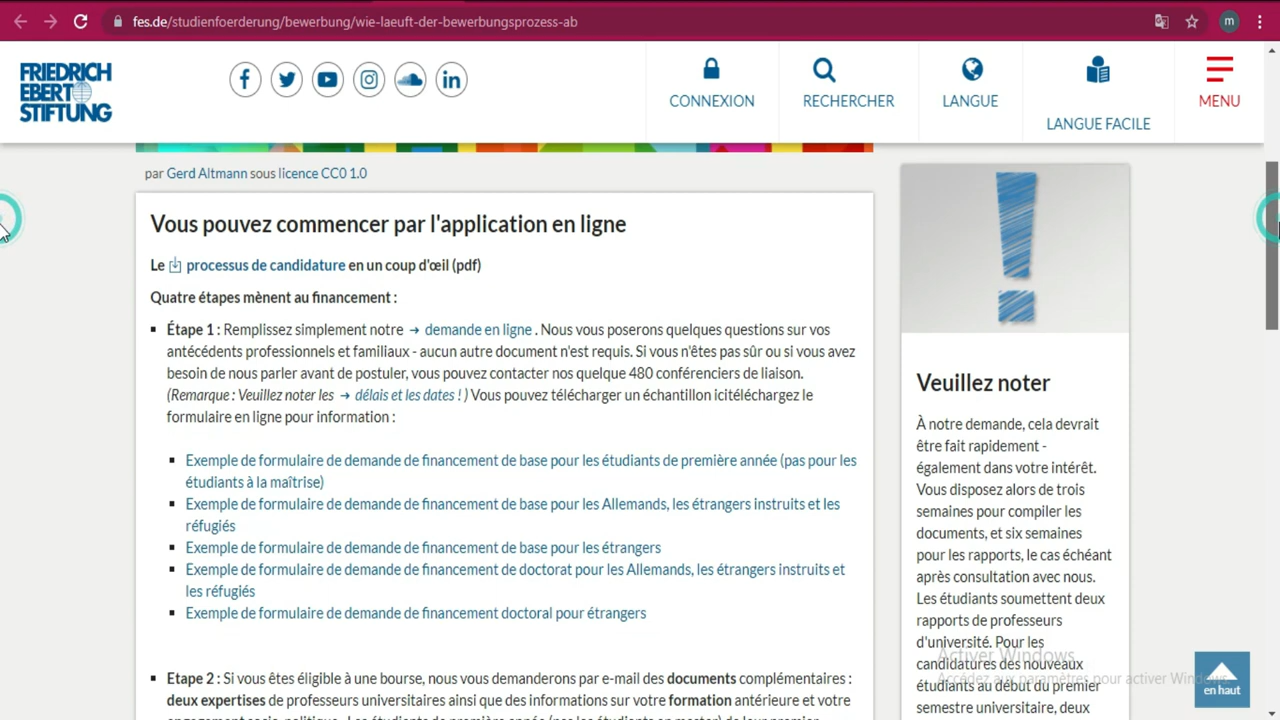 fes.de/studienfoerderung/bewerbung/wie-laeuft-der-bewerbungsprozess-ab
m
FRIEDRICH
EBERT
STIFTUNG
CONNEXION
RECHERCHER
LANGUE
LANGUE FACILE
MENU
par Gerd Altmann sous licence CC0 1.0
Vous pouvez commencer par l'application en ligne
Le processus de candidature en un coup d'œil (pdf)
Quatre étapes mènent au financement :
Étape 1 : Remplissez simplement notre → demande en ligne . Nous vous poserons quelques questions sur vos
antécédents professionnels et familiaux - aucun autre document n'est requis. Si vous n'êtes pas sûr ou si vous avez
besoin de nous parler avant de postuler, vous pouvez contacter nos quelque 480 conférenciers de liaison.
(Remarque : Veuillez noter les → délais et les dates ! ) Vous pouvez télécharger un échantillon icitéléchargez le
formulaire en ligne pour information :
Exemple de formulaire de demande de financement de base pour les étudiants de première année (pas pour les
étudiants à la maîtrise)
Exemple de formulaire de demande de financement de base pour les Allemands, les étrangers instruits et les
réfugiés
Exemple de formulaire de demande de financement de base pour les étrangers
Exemple de formulaire de demande de financement de doctorat pour les Allemands, les étrangers instruits et
les réfugiés
Exemple de formulaire de demande de financement doctoral pour étrangers
Etape 2 : Si vous êtes éligible à une bourse, nous vous demanderons par e-mail des documents complémentaires :
deux expertises de professeurs universitaires ainsi que des informations sur votre formation antérieure et votre
Veuillez noter
À notre demande, cela devrait
être fait rapidement -
également dans votre intérêt.
Vous disposez alors de trois
semaines pour compiler les
documents, et six semaines
pour les rapports, le cas échéant
après consultation avec nous.
Les étudiants soumettent deux
rapports de professeurs
d'université. Pour les
candidatures des nouveaux
étudiants au début du premier
semestre universitaire, deux
Activer Windows
Accédez aux paramètres pour activer Windows.
en haut